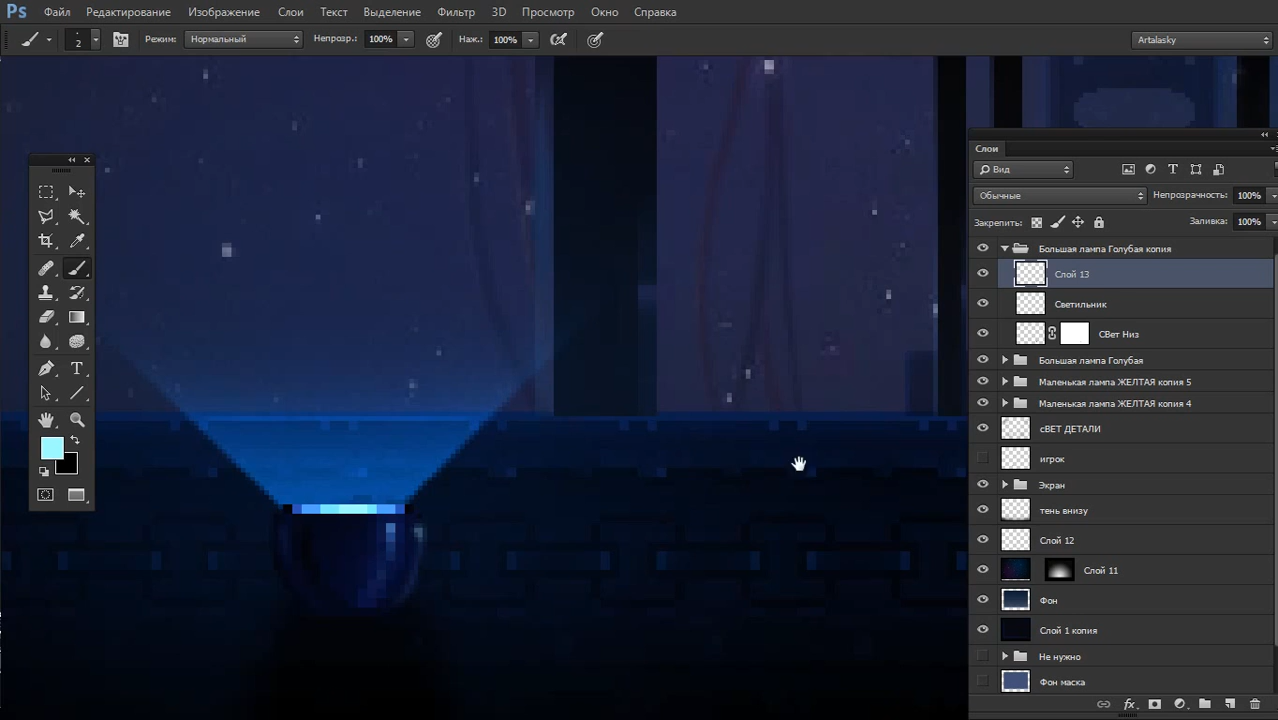 Ps Файл Редактирование Изображение Слои Текст Выделение Фильтр 3D Просмотр Окно Справка
2 Режим: Нормальный Непрозр.: 100% Наж.: 100% Artalasky
Слои
Вид
Обычные Непрозрачность: 100%
Закрепить: Заливка: 100%
Большая лампа Голубая копия
Слой 13
Светильник
СВет Низ
Большая лампа Голубая
Маленькая лампа ЖЕЛТАЯ копия 5
Маленькая лампа ЖЕЛТАЯ копия 4
сВЕТ ДЕТАЛИ
игрок
Экран
тень внизу
Слой 12
Слой 11
Фон
Слой 1 копия
Не нужно
Фон маска